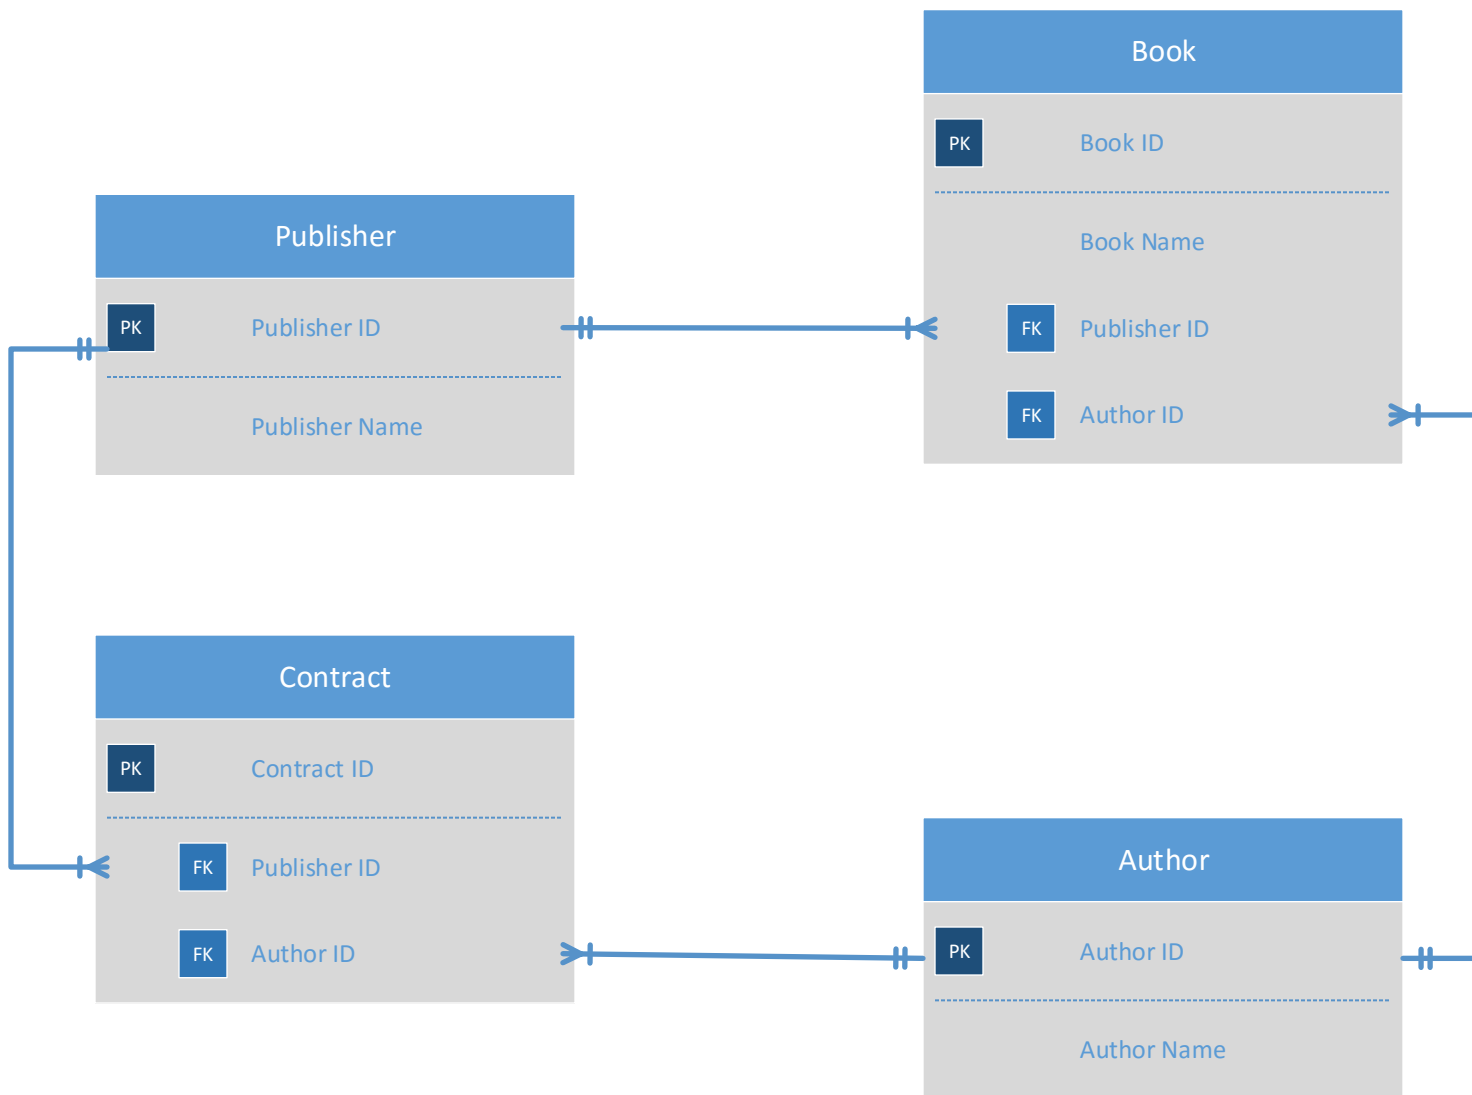 Book
PK Book ID
Book Name
FK Publisher ID
FK Author ID
Publisher
PK Publisher ID
Publisher Name
Contract
PK Contract ID
FK Publisher ID
FK Author ID
Author
PK Author ID
Author Name